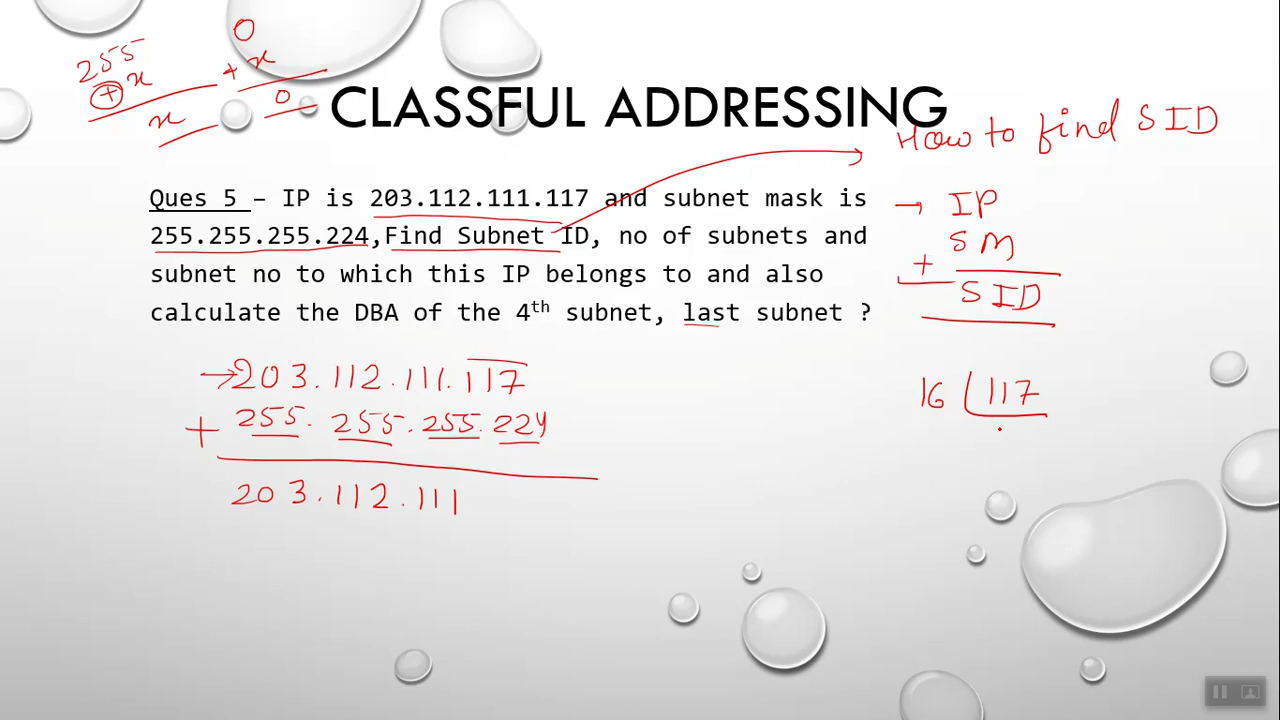 255
⊕ x
x
0
+ x
0
CLASSFUL ADDRESSING
How to find SID
Ques 5 – IP is 203.112.111.117 and subnet mask is
255.255.255.224,Find Subnet ID, no of subnets and
subnet no to which this IP belongs to and also
calculate the DBA of the 4th subnet, last subnet ?
→ IP
SM
+
SID
→203.112.111.117
+ 255.255.255.224
203.112.111
16 117